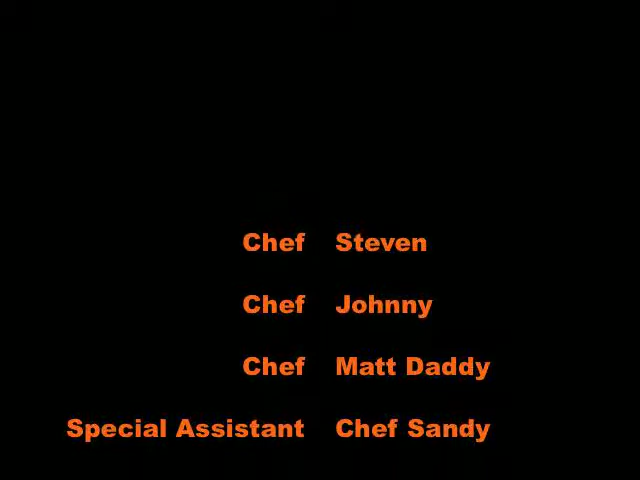 Chef Steven
Chef Johnny
Chef Matt Daddy
Special Assistant Chef Sandy